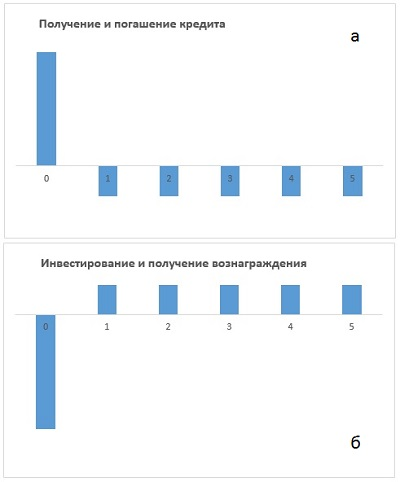 Получение и погашение кредита
а
0 1 2 3 4 5
Инвестирование и получение вознаграждения
0 1 2 3 4 5
б